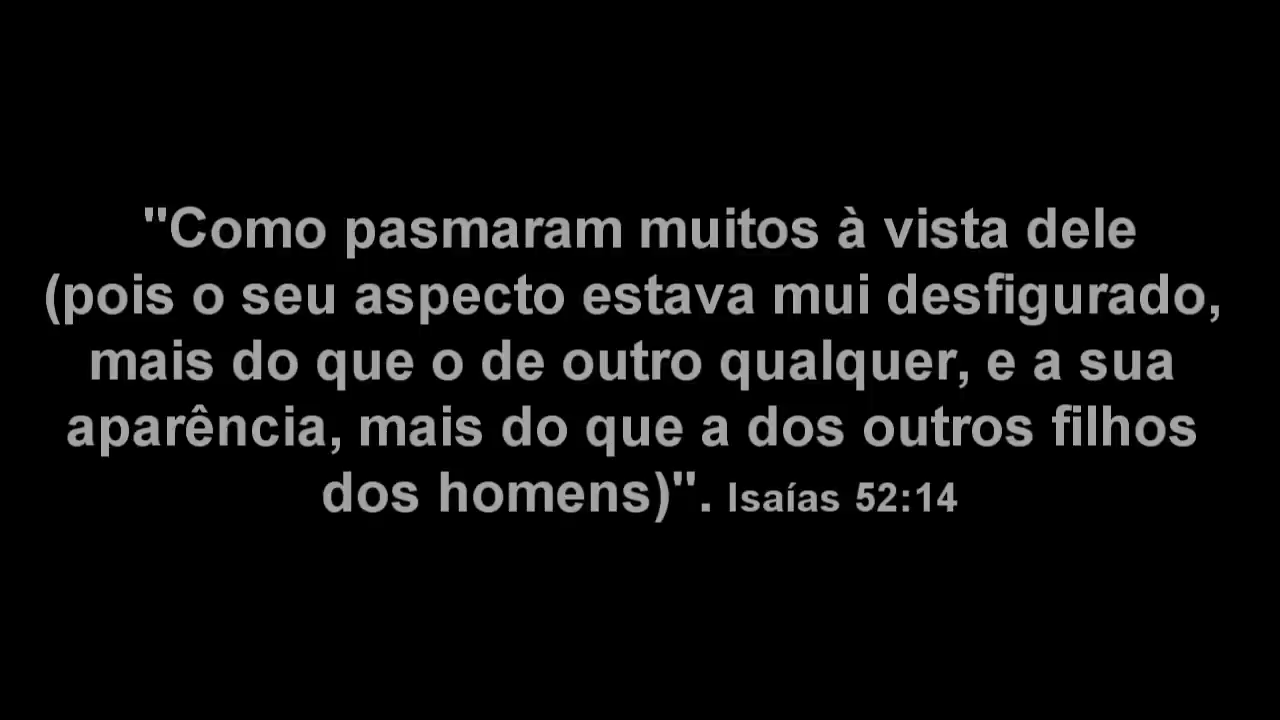 "Como pasmaram muitos à vista dele
(pois o seu aspecto estava mui desfigurado,
mais do que o de outro qualquer, e a sua
aparência, mais do que a dos outros filhos
dos homens)". Isaías 52:14